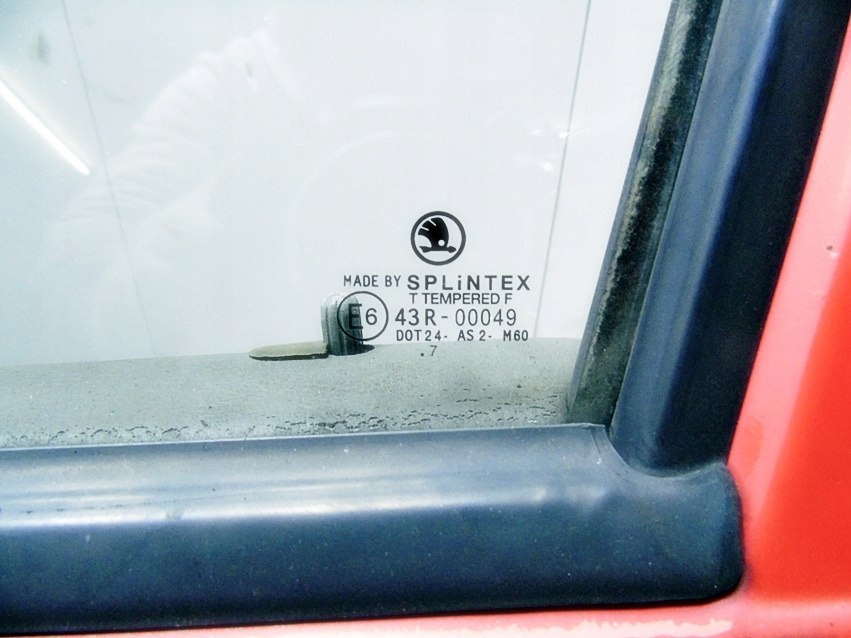 MADE BY SPLiNTEX
T TEMPERED F
E6 43R-00049
DOT24- AS2- M60
.7